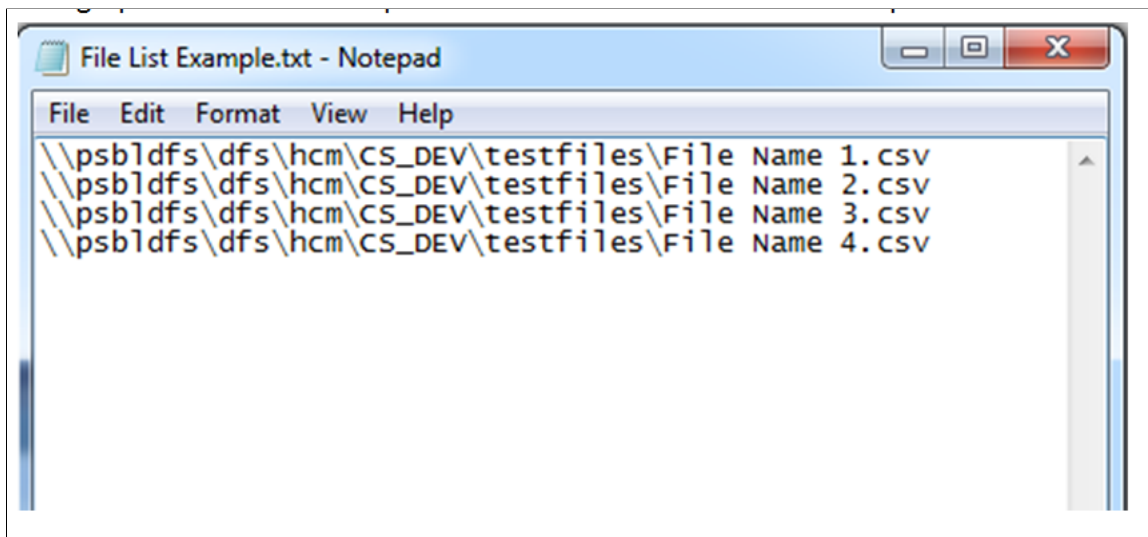 File List Example.txt - Notepad
File Edit Format View Help
\\psbldfs\dfs\hcm\CS_DEV\testfiles\File Name 1.csv
\\psbldfs\dfs\hcm\CS_DEV\testfiles\File Name 2.csv
\\psbldfs\dfs\hcm\CS_DEV\testfiles\File Name 3.csv
\\psbldfs\dfs\hcm\CS_DEV\testfiles\File Name 4.csv